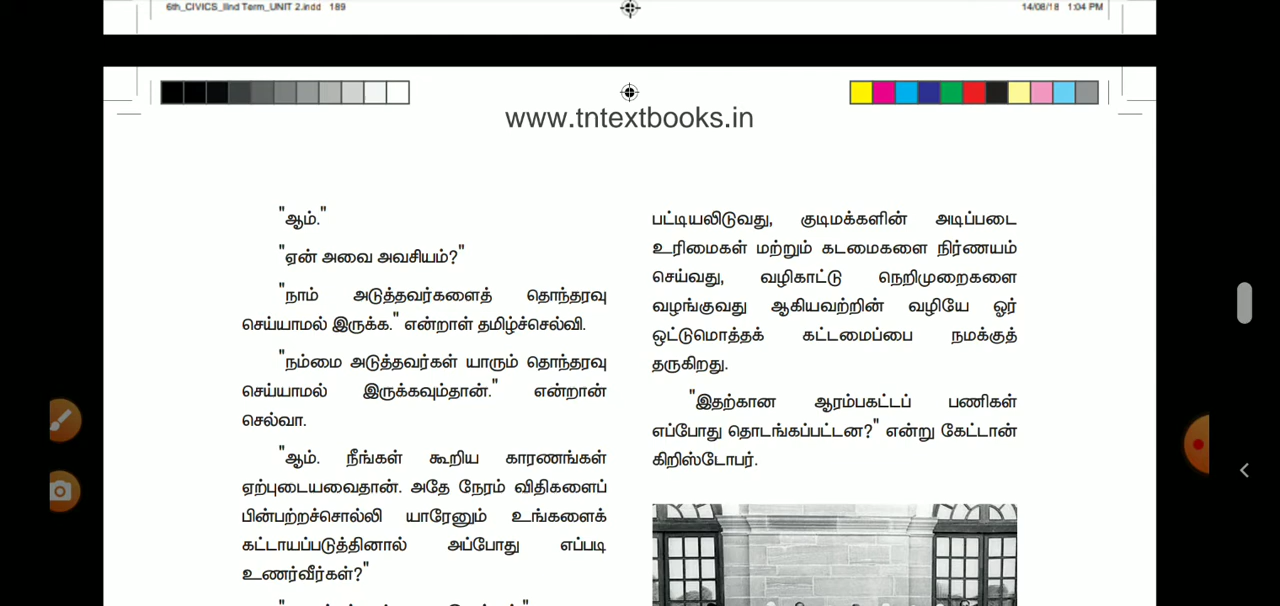 6th_CIVICS_IInd Term_UNIT 2.indd 189
14/08/18 1:04 PM
www.tntextbooks.in
"ஆம்."
"ஏன் அவை அவசியம்?"
"நாம் அடுத்தவர்களைத் தொந்தரவு
செய்யாமல் இருக்க." என்றாள் தமிழ்ச்செல்வி.
"நம்மை அடுத்தவர்கள் யாரும் தொந்தரவு
செய்யாமல் இருக்கவும்தான்." என்றான்
செல்வா.
"ஆம். நீங்கள் கூறிய காரணங்கள்
ஏற்புடையவைதான். அதே நேரம் விதிகளைப்
பின்பற்றச்சொல்லி யாரேனும் உங்களைக்
கட்டாயப்படுத்தினால் அப்போது எப்படி
உணர்வீர்கள்?"
பட்டியலிடுவது, குடிமக்களின் அடிப்படை
உரிமைகள் மற்றும் கடமைகளை நிர்ணயம்
செய்வது, வழிகாட்டு நெறிமுறைகளை
வழங்குவது ஆகியவற்றின் வழியே ஓர்
ஒட்டுமொத்தக் கட்டமைப்பை நமக்குத்
தருகிறது.
"இதற்கான ஆரம்பகட்டப் பணிகள்
எப்போது தொடங்கப்பட்டன?" என்று கேட்டான்
கிறிஸ்டோபர்.